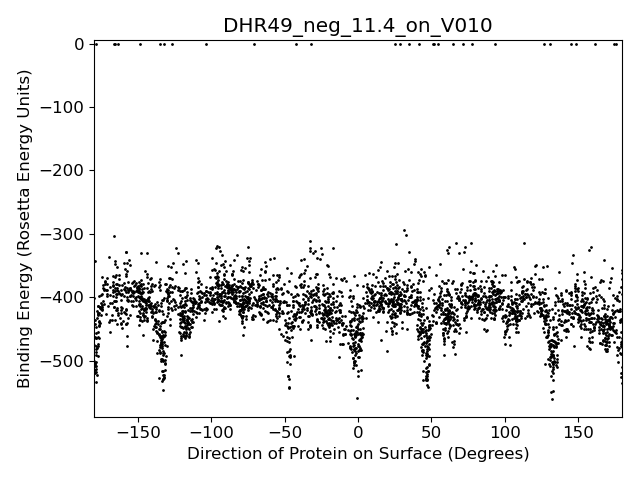 DHR49_neg_11.4_on_V010
0
−100
−200
−300
−400
−500
Binding Energy (Rosetta Energy Units)
−150 −100 −50 0 50 100 150
Direction of Protein on Surface (Degrees)